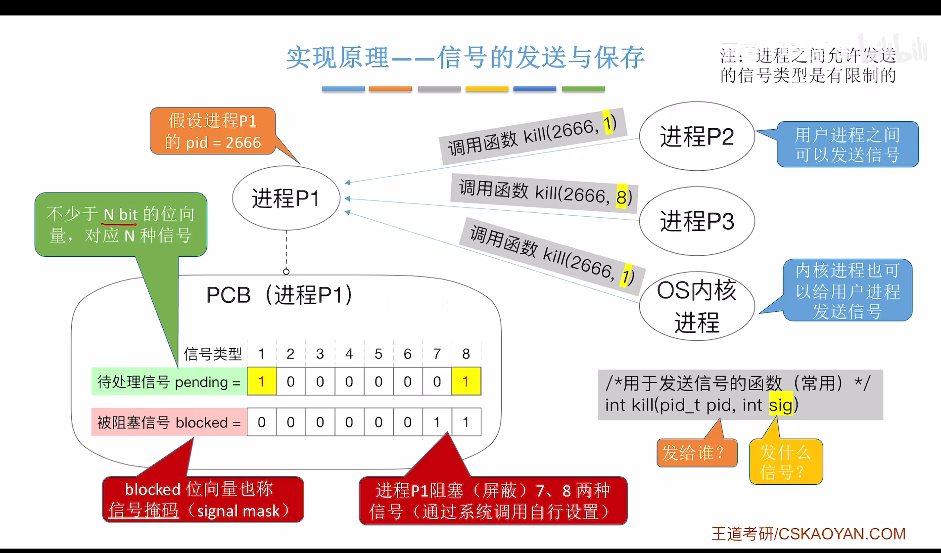 实现原理——信号的发送与保存
注：进程之间允许发送
的信号类型是有限制的
bilibili
假设进程P1
的 pid = 2666
调用函数 kill(2666, 1)
进程P2
用户进程之间
可以发送信号
进程P1
调用函数 kill(2666, 8)
进程P3
不少于 N bit 的位向
量，对应 N 种信号
调用函数 kill(2666, 1)
OS内核
进程
内核进程也可
以给用户进程
发送信号
PCB（进程P1）
信号类型 1 2 3 4 5 6 7 8
待处理信号 pending = 1 0 0 0 0 0 0 1
被阻塞信号 blocked = 0 0 0 0 0 0 1 1
/*用于发送信号的函数（常用）*/
int kill(pid_t pid, int sig)
发给谁？
发什么
信号？
blocked 位向量也称
信号掩码（signal mask）
进程P1阻塞（屏蔽）7、8 两种
信号（通过系统调用自行设置）
王道考研/CSKAOYAN.COM